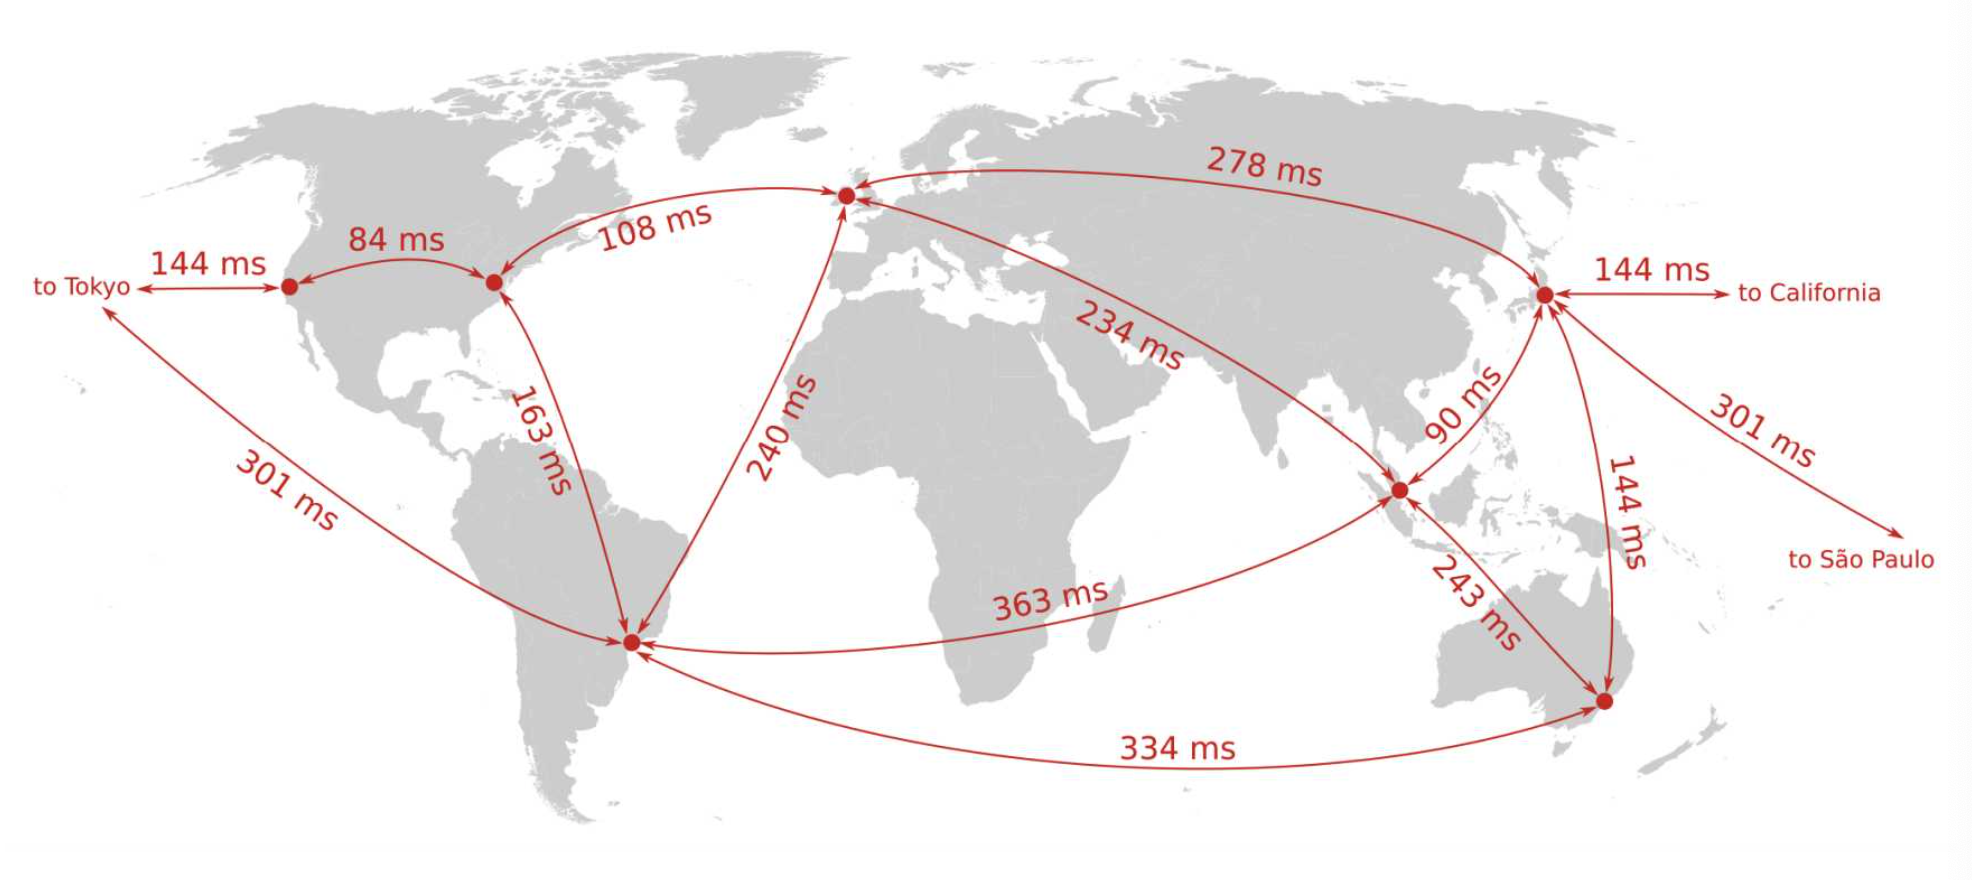 278 ms
108 ms
84 ms
144 ms
to Tokyo
144 ms
to California
234 ms
90 ms
301 ms
163 ms
240 ms
301 ms
144 ms
to São Paulo
363 ms
243 ms
334 ms